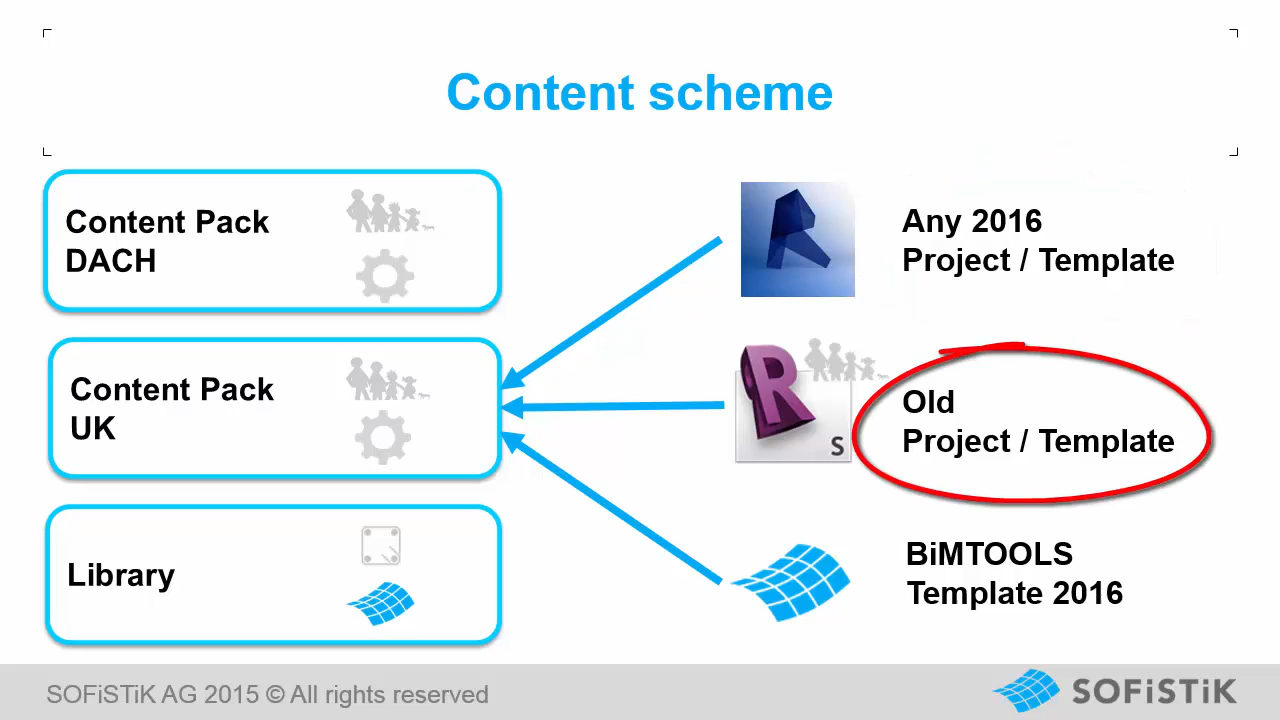 Content scheme
Content Pack
DACH
Any 2016
Project / Template
Content Pack
UK
R
S
Old
Project / Template
Library
BiMTOOLS
Template 2016
SOFiSTiK AG 2015 © All rights reserved
SOFiSTiK